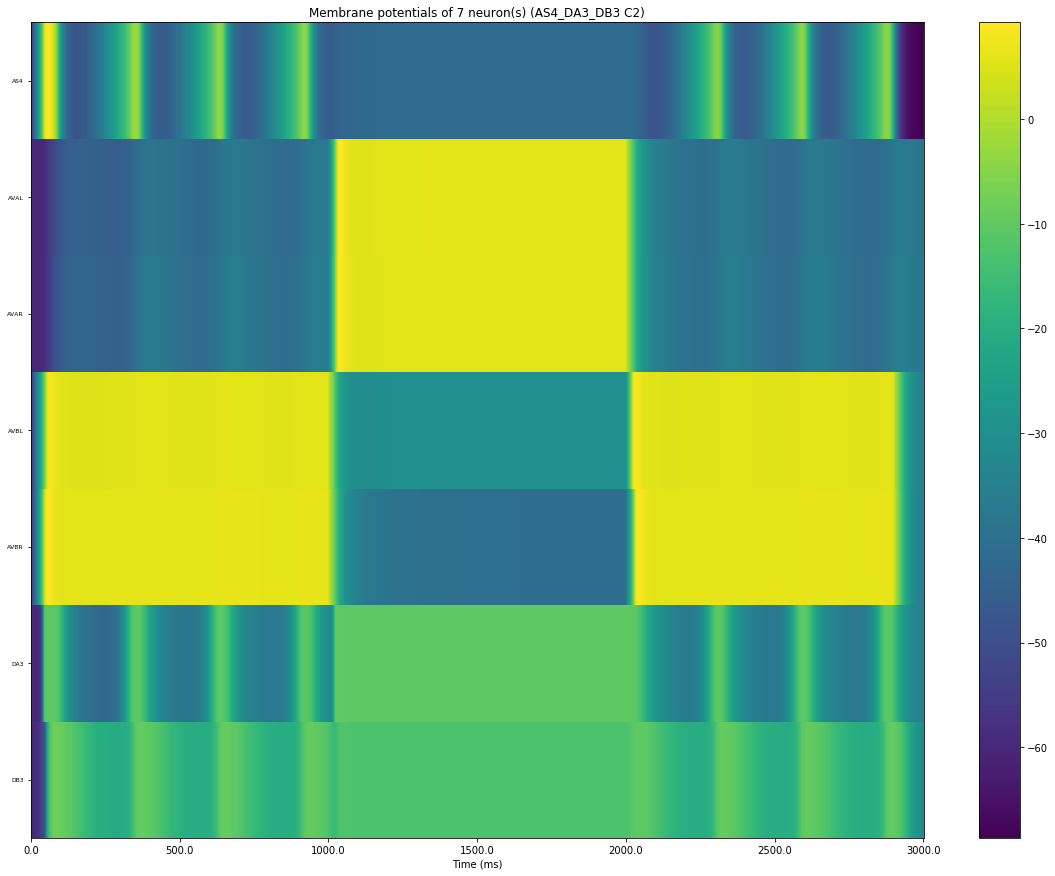 Membrane potentials of 7 neuron(s) (AS4_DA3_DB3 C2)
AS4
AVAL
AVAR
AVBL
AVBR
DA3
DB3
0.0 500.0 1000.0 1500.0 2000.0 2500.0 3000.0
Time (ms)
0
−10
−20
−30
−40
−50
−60